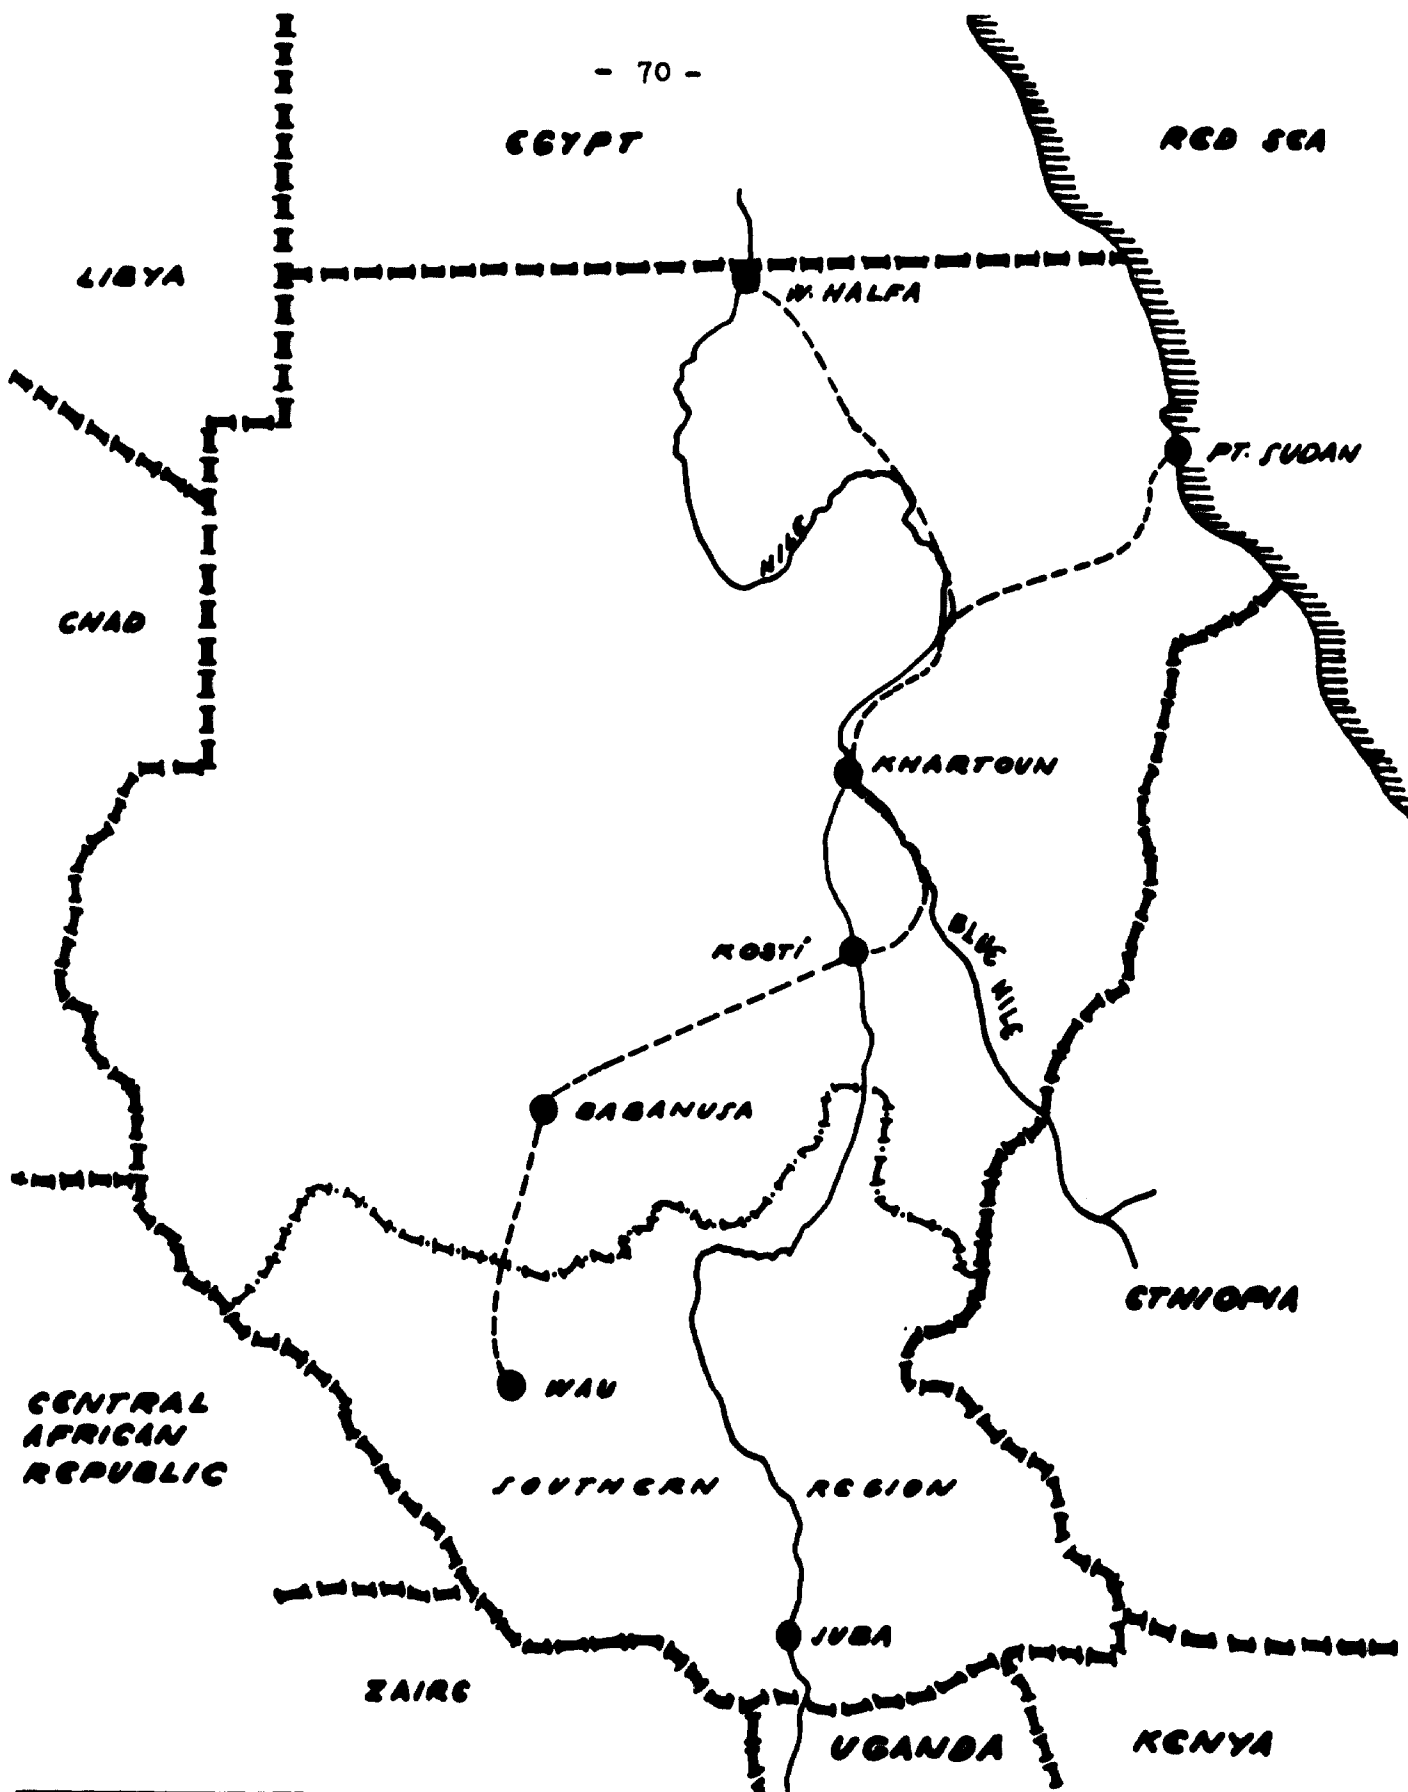 - 70 -
EGYPT
RED SEA
LIBYA
W. HALFA
PT. SUDAN
NILE
CHAD
KHARTOUN
KOSTI
BLUE NILE
BABANUSA
ETHIOPIA
WAU
CENTRAL
AFRICAN
REPUBLIC
SOUTHERN REGION
JUBA
ZAIRE
UGANDA
KENYA